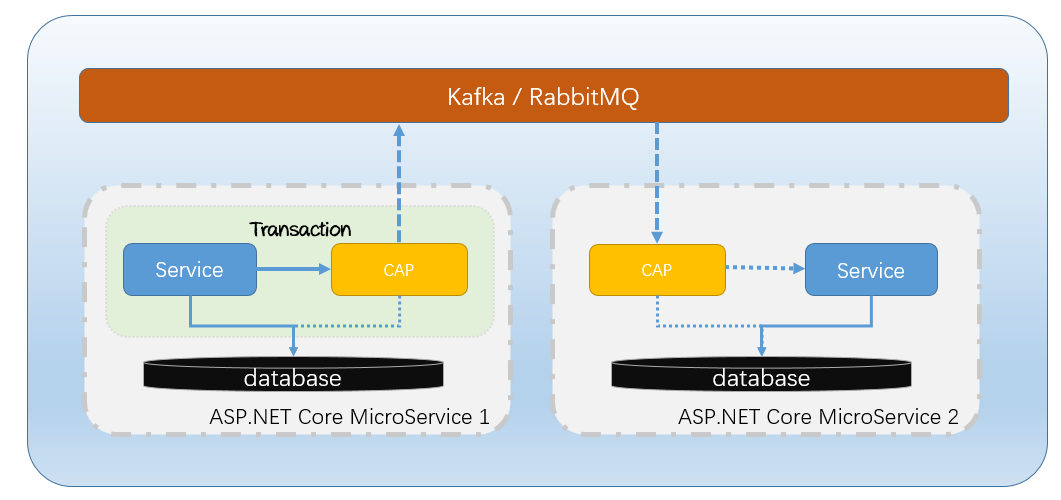 Kafka / RabbitMQ
Transaction
Service
CAP
database
ASP.NET Core MicroService 1
CAP
Service
database
ASP.NET Core MicroService 2